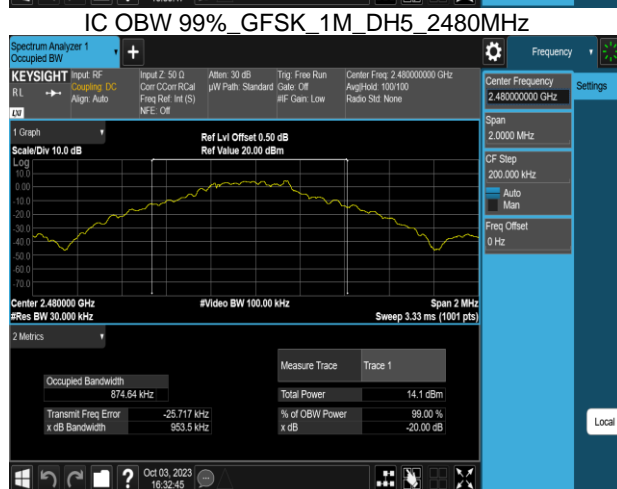 IC OBW 99%_GFSK_1M_DH5_2480MHz
Spectrum Analyzer 1
Occupied BW
+
Frequency
KEYSIGHT
RL
LXI
Input: RF
Coupling: DC
Align: Auto
Input Z: 50 Ω
Corr CCorr RCal
Freq Ref: Int (S)
NFE: Off
Atten: 30 dB
µW Path: Standard
Trig: Free Run
Gate: Off
#IF Gain: Low
Center Freq: 2.480000000 GHz
Avg|Hold: 100/100
Radio Std: None
Center Frequency
2.480000000 GHz
Settings
Span
2.0000 MHz
CF Step
200.000 kHz
Auto
Man
Freq Offset
0 Hz
Local
1 Graph
Scale/Div 10.0 dB
Ref Lvl Offset 0.50 dB
Ref Value 20.00 dBm
Log
10.0
0.00
-10.0
-20.0
-30.0
-40.0
-50.0
-60.0
-70.0
Center 2.480000 GHz
#Video BW 100.00 kHz
Span 2 MHz
#Res BW 30.000 kHz
Sweep 3.33 ms (1001 pts)
2 Metrics
Measure Trace Trace 1
Occupied Bandwidth
874.64 kHz
Total Power 14.1 dBm
Transmit Freq Error -25.717 kHz
% of OBW Power 99.00 %
x dB Bandwidth 953.5 kHz
x dB -20.00 dB
?
Oct 03, 2023
16:32:45